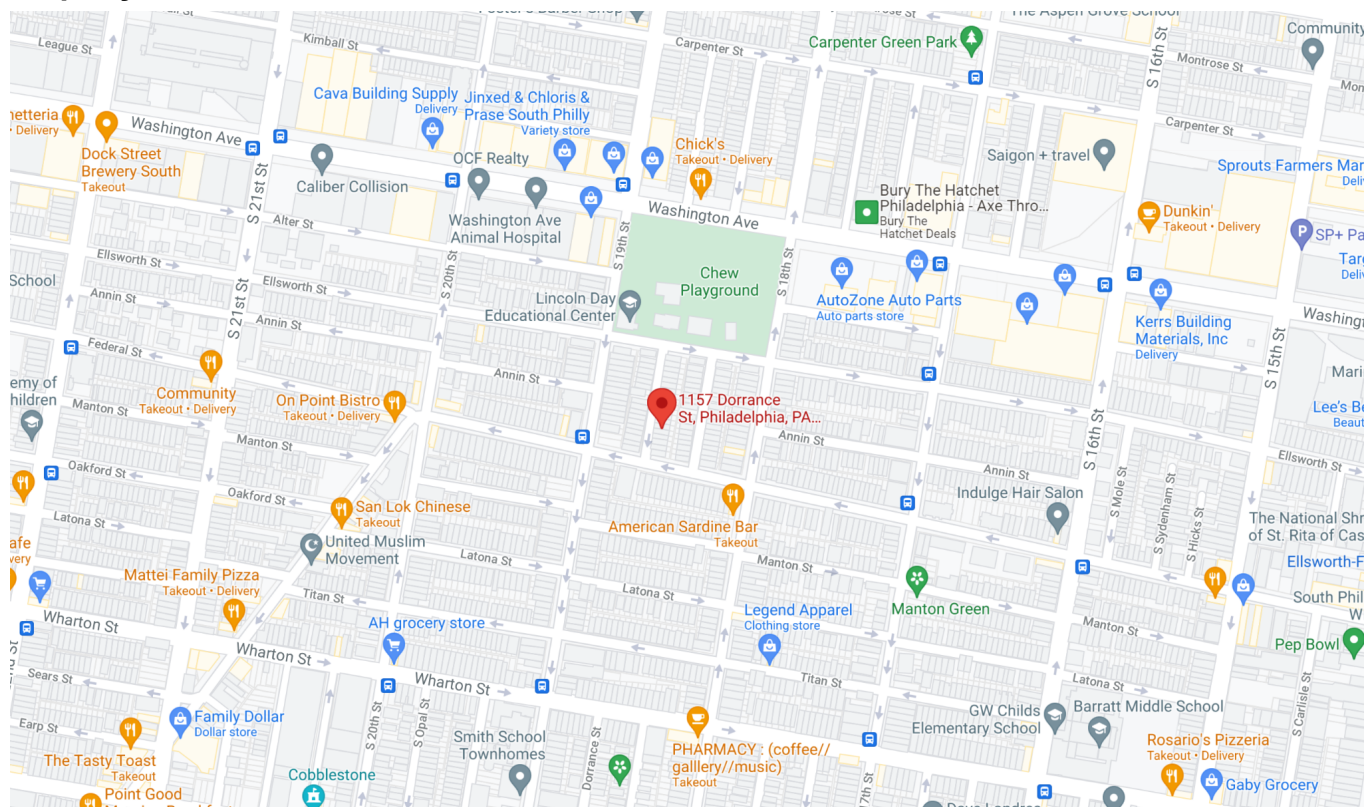 The Aspen Grove School
League St
Kimball St
Carpenter St
Carpenter Green Park
Montrose St
S 16th St
Community
Cava Building Supply
Delivery
Jinxed & Chloris &
Prase South Philly
Variety store
netteria
• Delivery
Washington Ave
Dock Street
Brewery South
Takeout
Caliber Collision
OCF Realty
Chick's
Takeout • Delivery
Saigon + travel
Carpenter St
Sprouts Farmers Mar
Washington Ave
Animal Hospital
Washington Ave
Bury The Hatchet
Philadelphia - Axe Thro…
Bury The
Hatchet Deals
Dunkin'
Takeout • Delivery
SP+ Pa
Targ
S 21st St
Alter St
Ellsworth St
School
Annin St
S 20th St
S 19th St
Ellsworth St
Lincoln Day
Educational Center
Chew
Playground
S 18th St
AutoZone Auto Parts
Auto parts store
Kerrs Building
Materials, Inc
Delivery
S 15th St
Washingt
Federal St
S 21st St
Annin St
Annin St
Mari
emy of
hildren
Community
Takeout • Delivery
On Point Bistro
Takeout • Delivery
1157 Dorrance
St, Philadelphia, PA...
Lee's Bo
Beaut
Manton St
Manton St
Annin St
Annin St
S 16th St
Ellsworth St
Oakford St
Oakford St
San Lok Chinese
Takeout
American Sardine Bar
Takeout
Indulge Hair Salon
S Mole St
S Sydenham St
S Hicks St
The National Shr
of St. Rita of Cas
Latona St
United Muslim
Movement
Latona St
Manton St
Ellsworth-F
afe
very
Mattei Family Pizza
Takeout • Delivery
Titan St
Latona St
Manton Green
South Phil
W
Wharton St
AH grocery store
Legend Apparel
Clothing store
Manton St
Pep Bowl
Wharton St
Wharton St
Titan St
Latona St
Sears St
Family Dollar
Dollar store
S 20th St
S Opal St
Smith School
Townhomes
Dorrance St
GW Childs
Elementary School
Barratt Middle School
S Carlisle St
Earp St
The Tasty Toast
Takeout
PHARMACY : (coffee//
galllery//music)
Takeout
17th St
Rosario's Pizzeria
Takeout • Delivery
Cobblestone
Point Good
Gaby Grocery